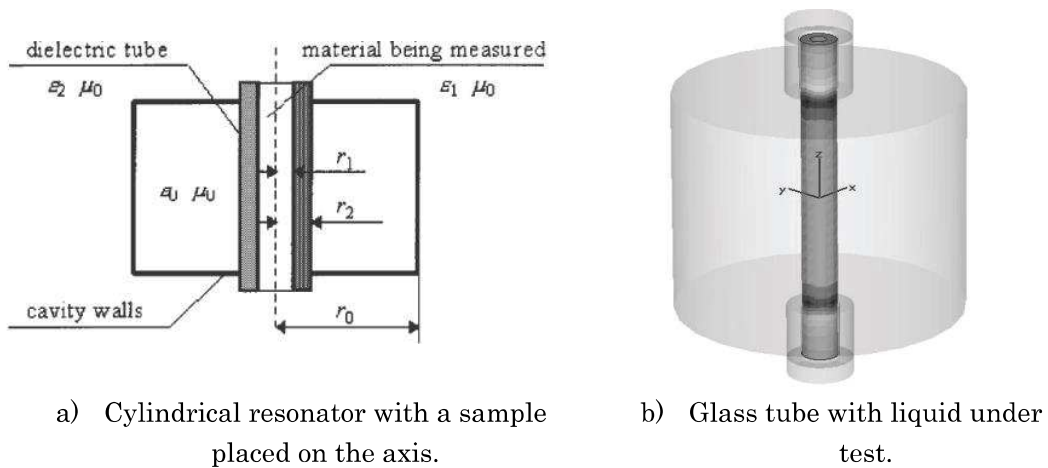 dielectric tube
material being measured
ε₂ μ₀
ε₁ μ₀
r₁
ε₀ μ₀
r₂
cavity walls
r₀
z
y
x
a) Cylindrical resonator with a sample
placed on the axis.
b) Glass tube with liquid under
test.